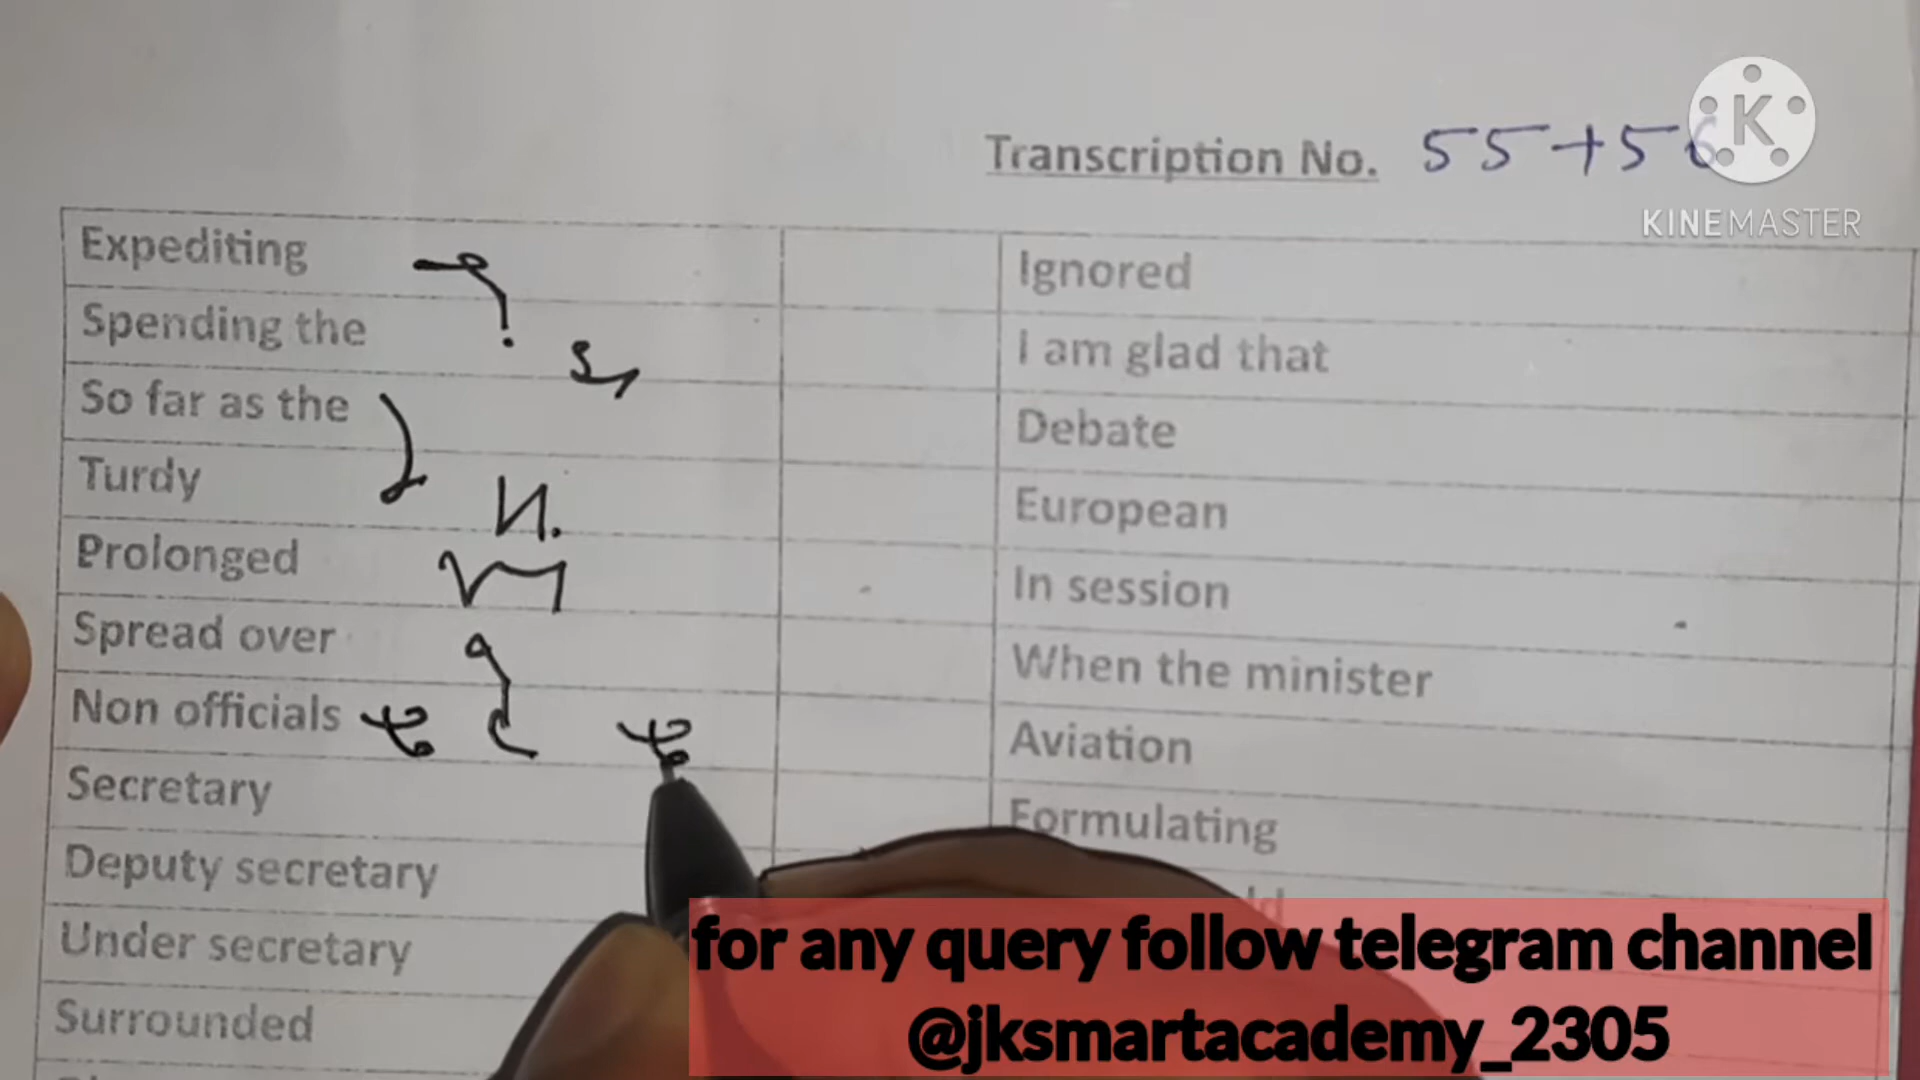 Transcription No. 55+56
KINEMASTER
Expediting
Spending the
So far as the
Turdy
Prolonged
Spread over
Non officials
Secretary
Deputy secretary
Under secretary
Surrounded
Ignored
I am glad that
Debate
European
In session
When the minister
Aviation
Formulating
for any query follow telegram channel
@jksmartacademy_2305